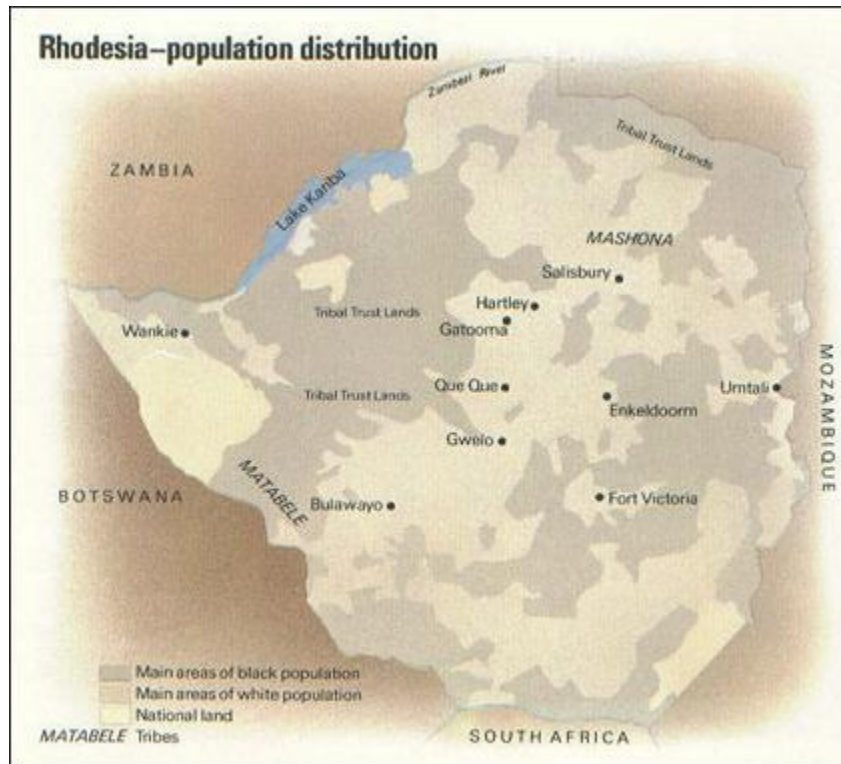 Rhodesia–population distribution
Zambezi River
ZAMBIA
Tribal Trust Lands
Lake Kariba
MASHONA
Salisbury
Hartley
Tribal Trust Lands
Gatooma
Wankie
MOZAMBIQUE
Que Que
Umtali
Tribal Trust Lands
Enkeldoorm
Gwelo
MATABELE
BOTSWANA
Bulawayo
Fort Victoria
Main areas of black population
Main areas of white population
National land
MATABELE Tribes
SOUTH AFRICA